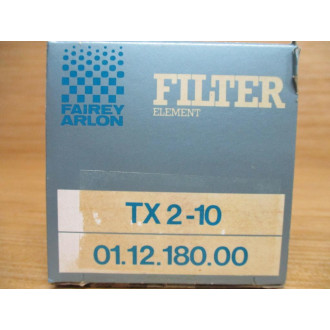 FAIREY
ARLON
FILTER
ELEMENT
TX 2-10
01.12.180.00